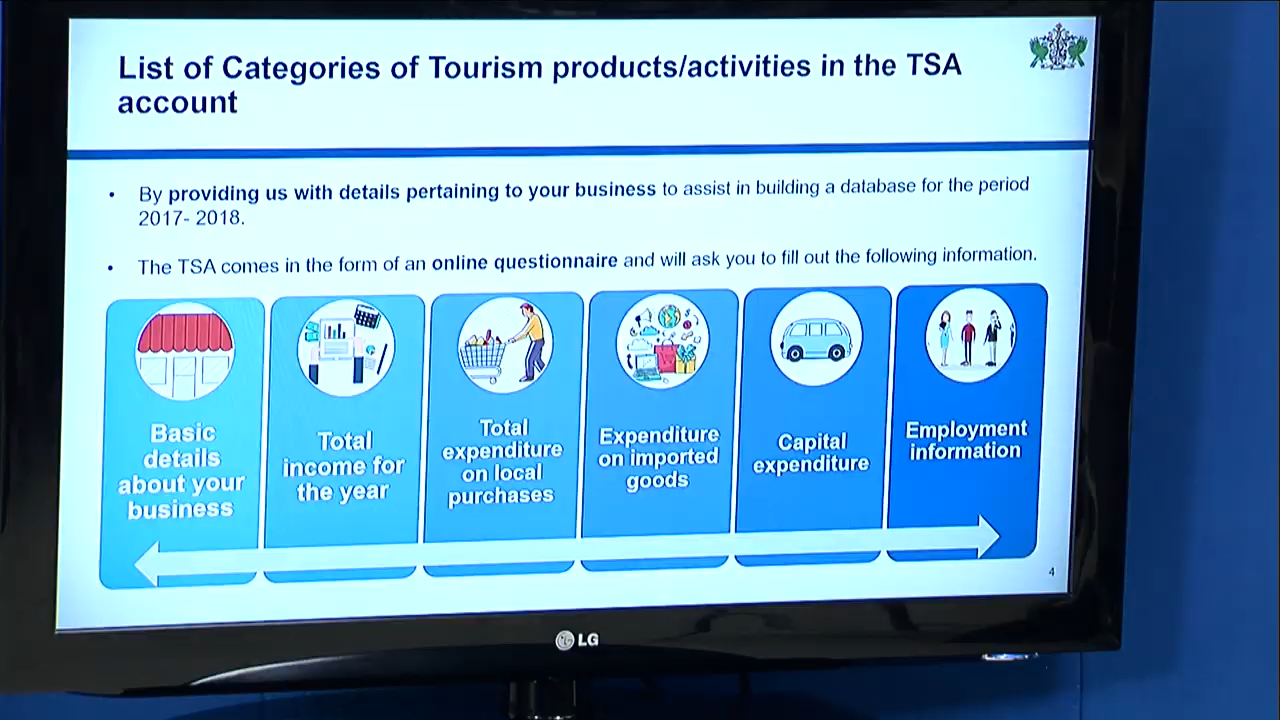 List of Categories of Tourism products/activities in the TSA
account
• By providing us with details pertaining to your business to assist in building a database for the period
2017- 2018.
• The TSA comes in the form of an online questionnaire and will ask you to fill out the following information.
Basic
details
about your
business
Total
income for
the year
Total
expenditure
on local
purchases
Expenditure
on imported
goods
Capital
expenditure
Employment
information
4
LG